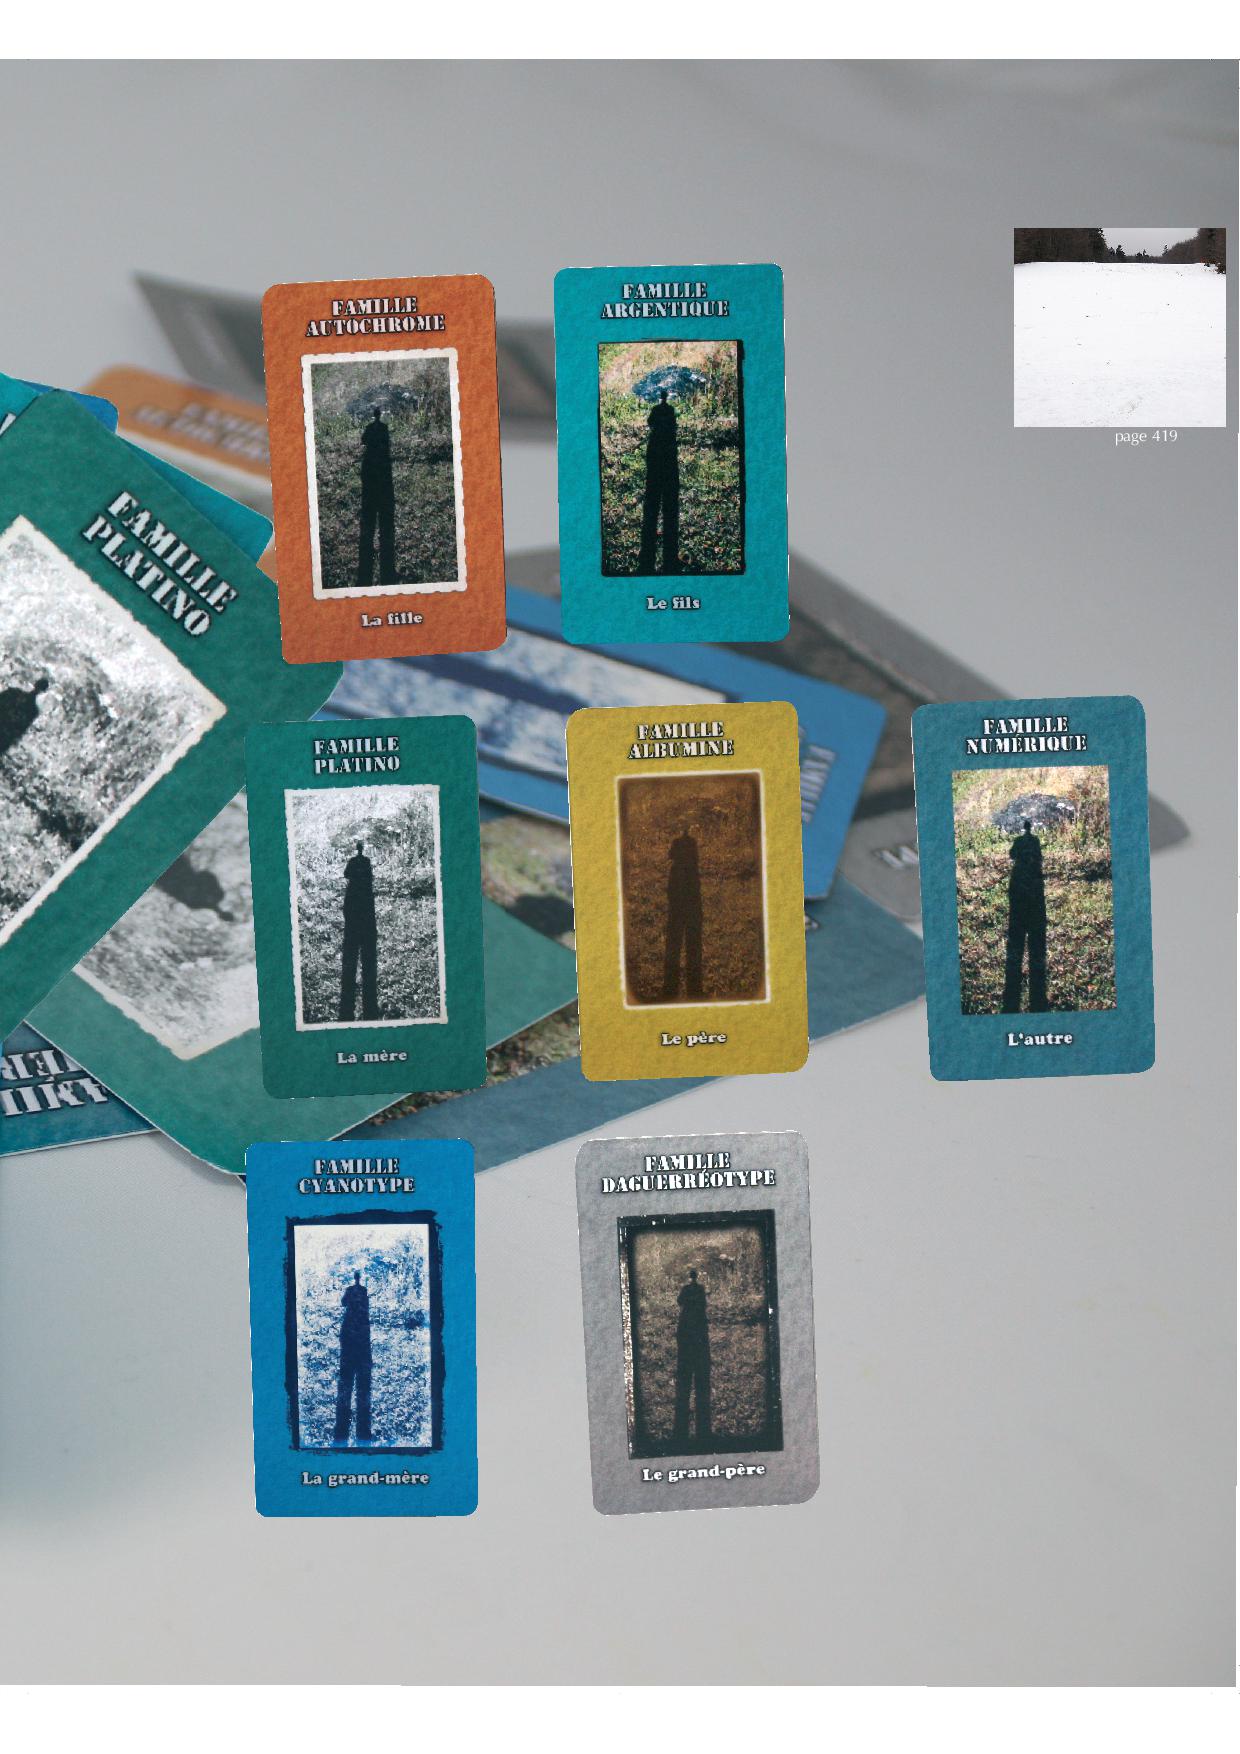 FAMILLE
AUTOCHROME
La fille
FAMILLE
ARGENTIQUE
Le fils
page 419
FAMILLE
PLATINO
FAMILLE
PLATINO
La mère
FAMILLE
ALBUMINE
Le père
FAMILLE
NUMÉRIQUE
L'autre
FAMILLE
CYANOTYPE
La grand-mère
FAMILLE
DAGUERRÉOTYPE
Le grand-père